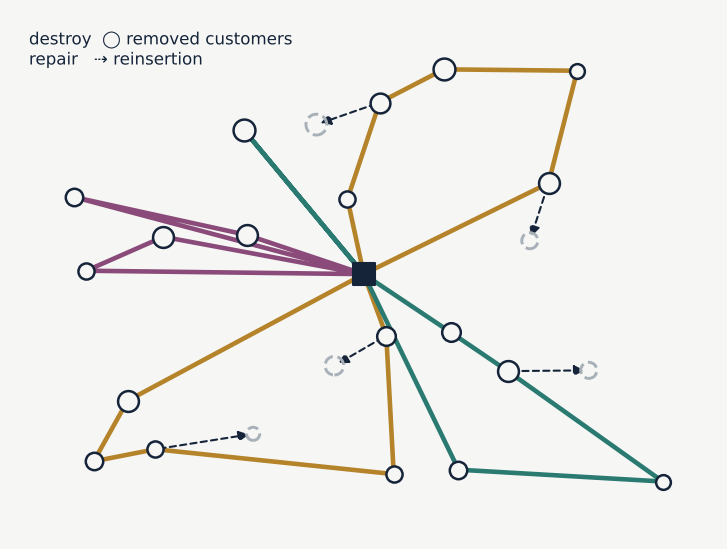 destroy ◯ removed customers
repair ⇢ reinsertion